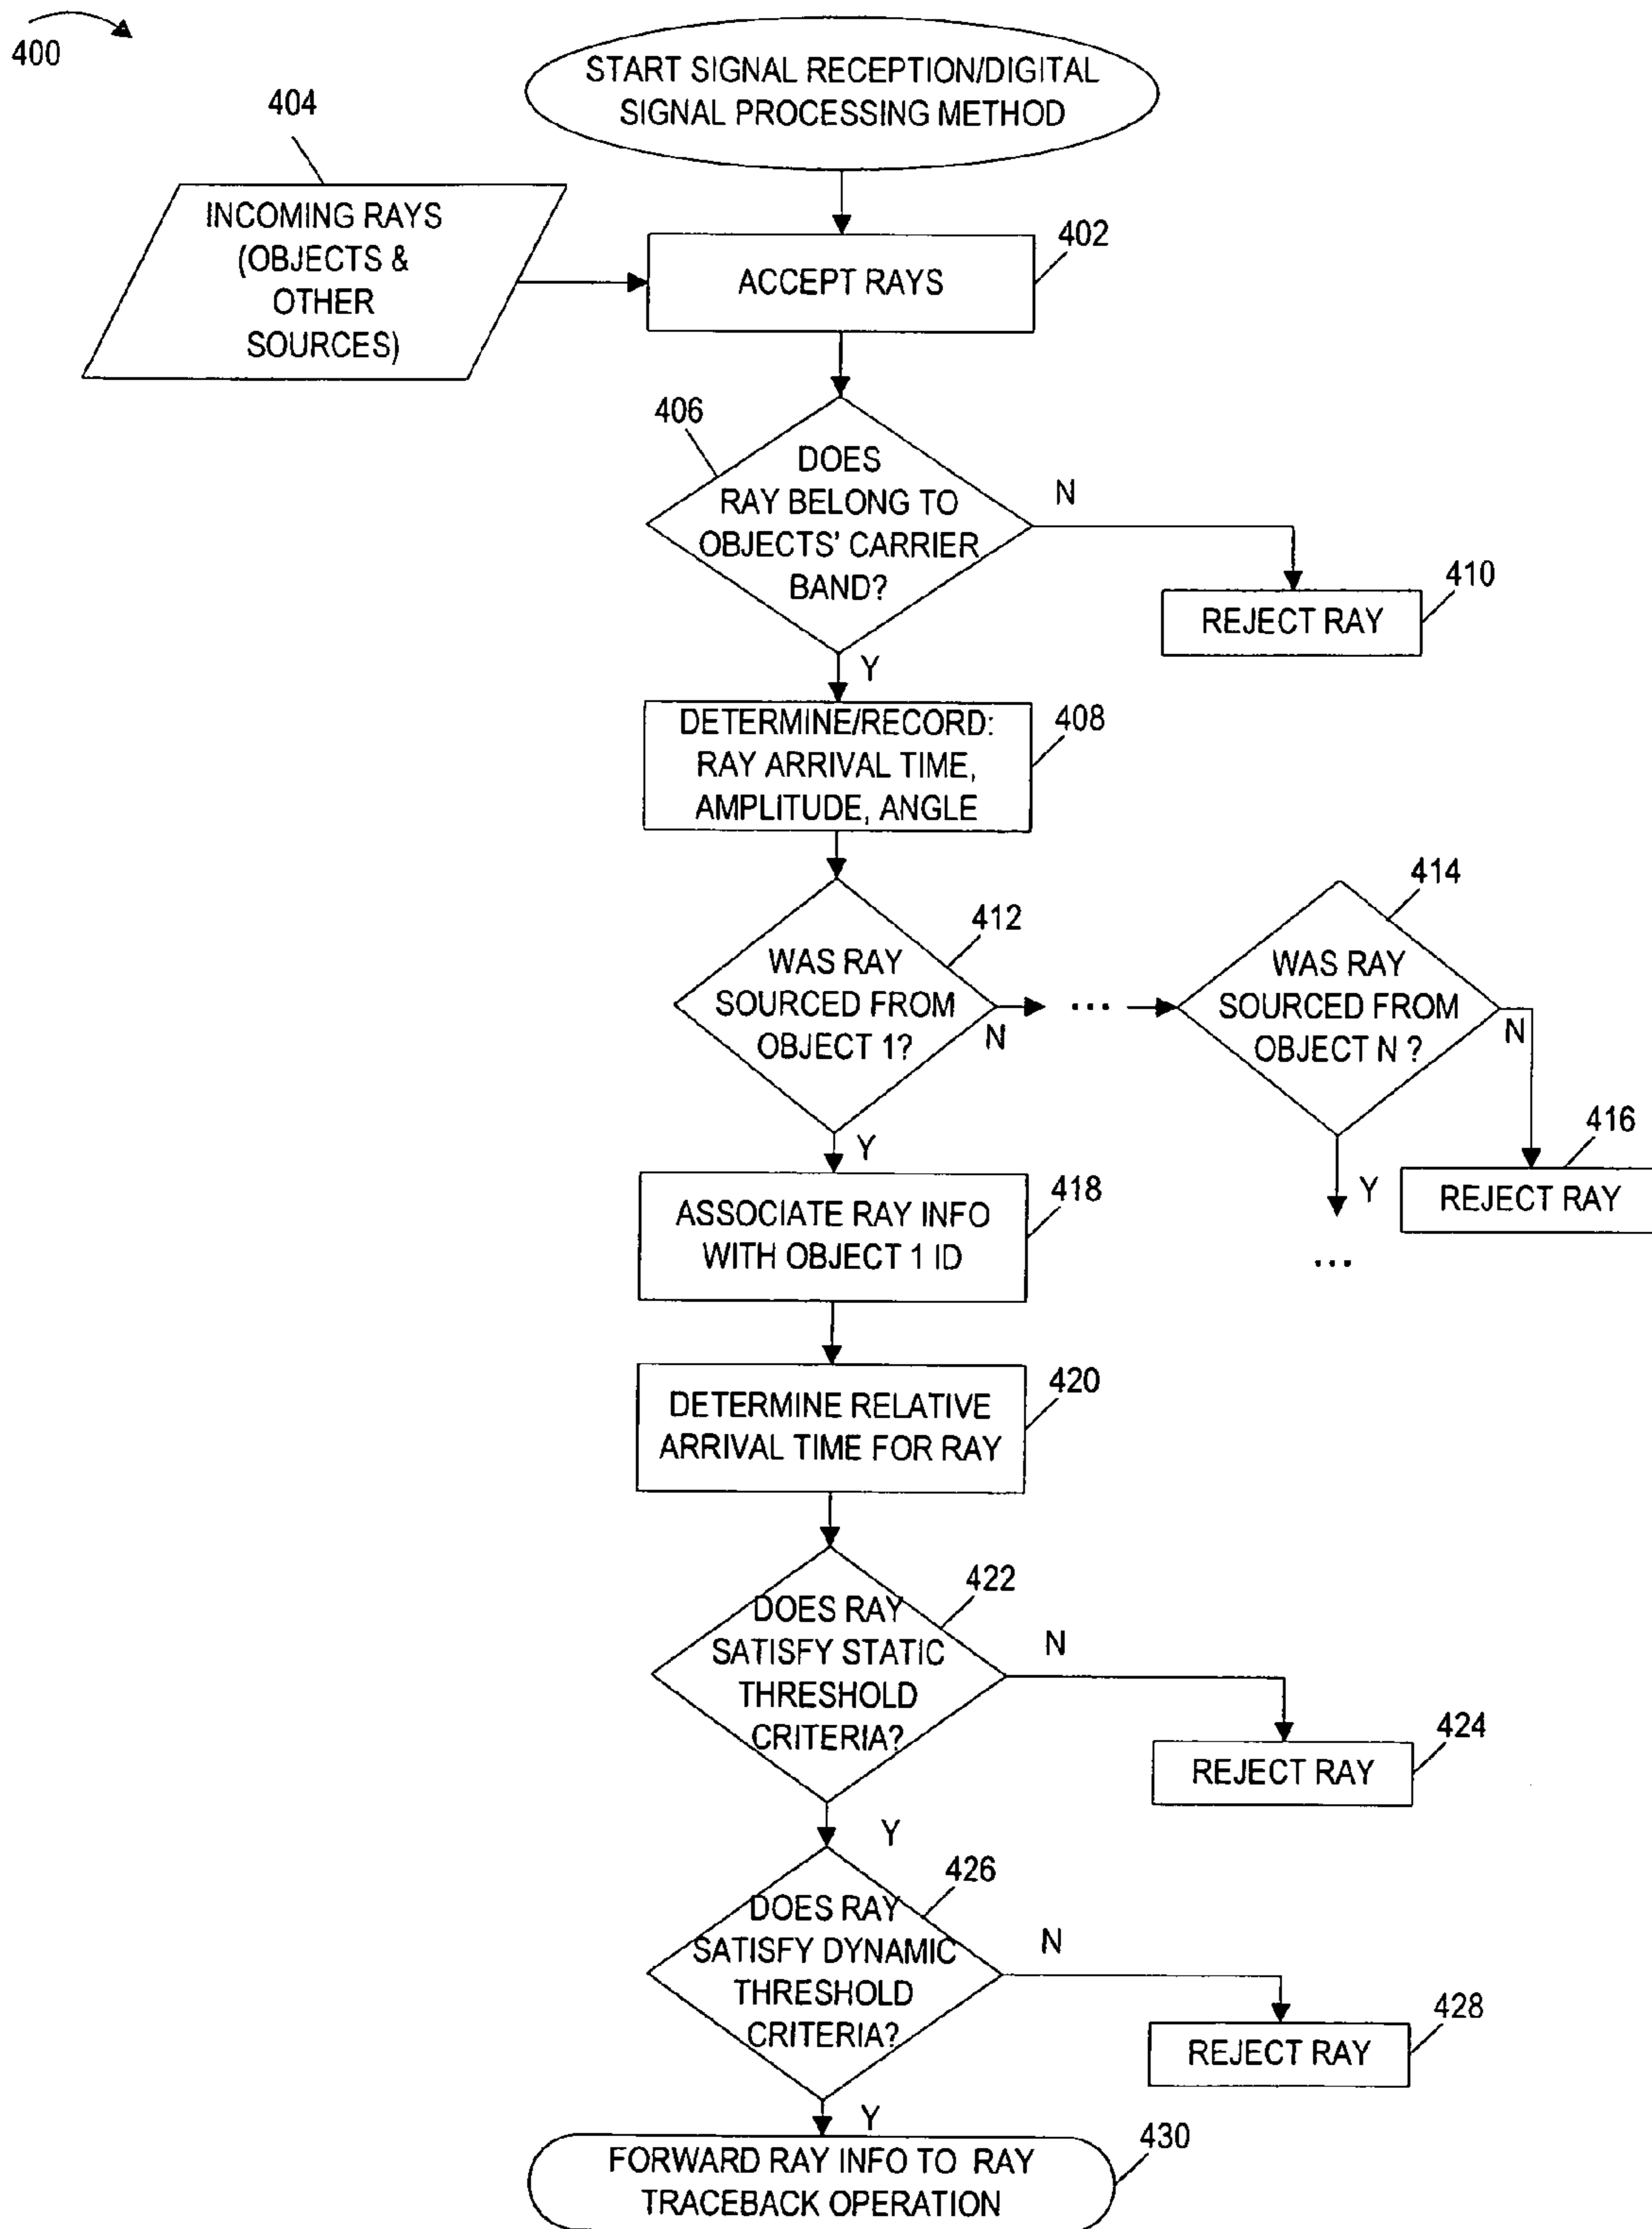 400
START SIGNAL RECEPTION/DIGITAL
SIGNAL PROCESSING METHOD
404
INCOMING RAYS
(OBJECTS &
OTHER
SOURCES)
402
ACCEPT RAYS
406
DOES
RAY BELONG TO
OBJECTS' CARRIER
BAND?
N
410
REJECT RAY
Y
408
DETERMINE/RECORD:
RAY ARRIVAL TIME,
AMPLITUDE, ANGLE
412
WAS RAY
SOURCED FROM
OBJECT 1?
N
...
414
WAS RAY
SOURCED FROM
OBJECT N ?
N
416
REJECT RAY
Y
...
Y
418
ASSOCIATE RAY INFO
WITH OBJECT 1 ID
420
DETERMINE RELATIVE
ARRIVAL TIME FOR RAY
422
DOES RAY
SATISFY STATIC
THRESHOLD
CRITERIA?
N
424
REJECT RAY
Y
426
DOES RAY
SATISFY DYNAMIC
THRESHOLD
CRITERIA?
N
428
REJECT RAY
Y
430
FORWARD RAY INFO TO RAY
TRACEBACK OPERATION